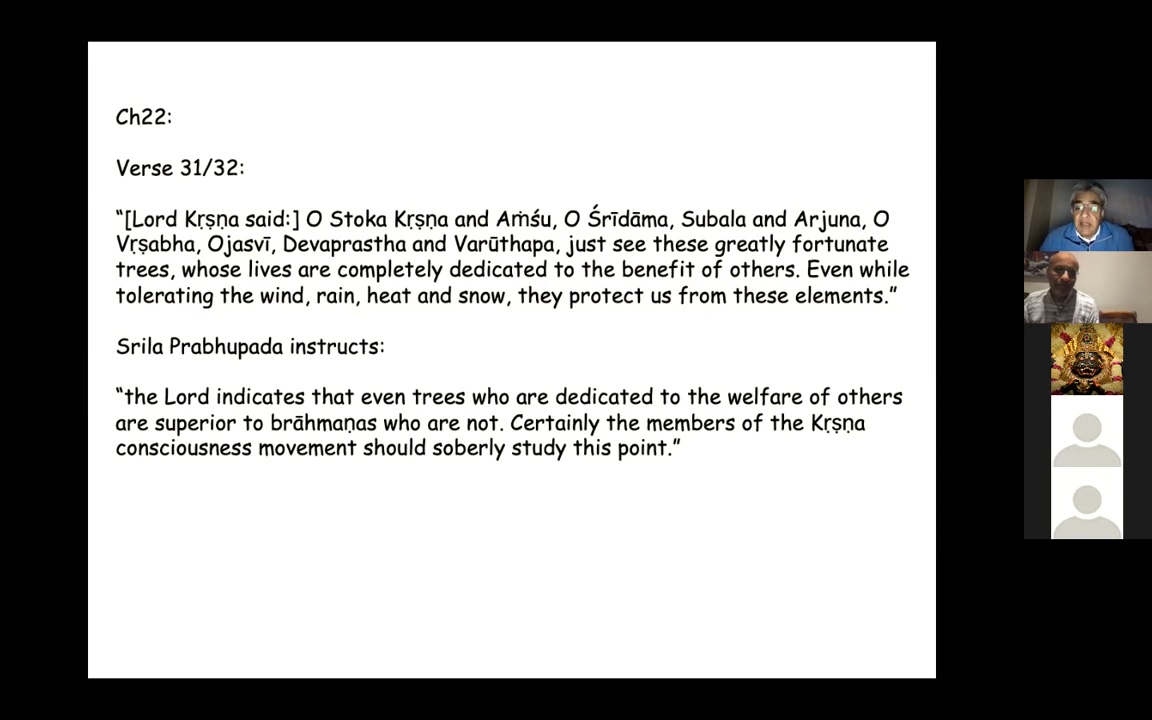 Ch22:
Verse 31/32:
“[Lord Kṛṣṇa said:] O Stoka Kṛṣṇa and Aṁśu, O Śrīdāma, Subala and Arjuna, O
Vṛṣabha, Ojasvī, Devaprastha and Varūthapa, just see these greatly fortunate
trees, whose lives are completely dedicated to the benefit of others. Even while
tolerating the wind, rain, heat and snow, they protect us from these elements.”
Srila Prabhupada instructs:
“the Lord indicates that even trees who are dedicated to the welfare of others
are superior to brāhmaṇas who are not. Certainly the members of the Kṛṣṇa
consciousness movement should soberly study this point.”